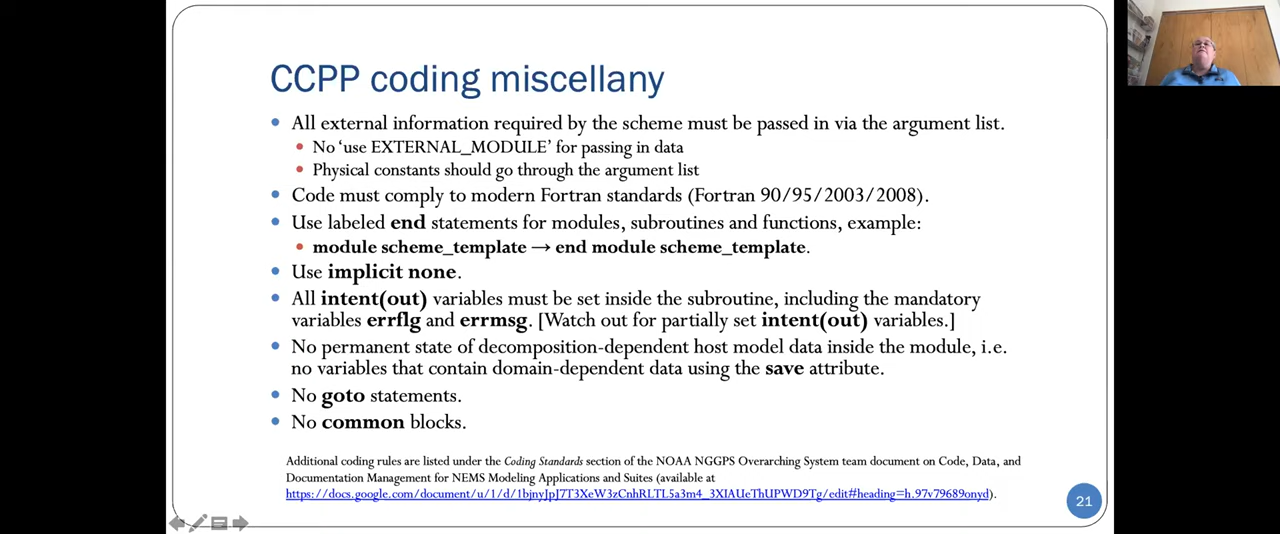 CCPP coding miscellany
• All external information required by the scheme must be passed in via the argument list.
• No ‘use EXTERNAL_MODULE’ for passing in data
• Physical constants should go through the argument list
• Code must comply to modern Fortran standards (Fortran 90/95/2003/2008).
• Use labeled end statements for modules, subroutines and functions, example:
• module scheme_template → end module scheme_template.
• Use implicit none.
• All intent(out) variables must be set inside the subroutine, including the mandatory
variables errflg and errmsg. [Watch out for partially set intent(out) variables.]
• No permanent state of decomposition-dependent host model data inside the module, i.e.
no variables that contain domain-dependent data using the save attribute.
• No goto statements.
• No common blocks.
Additional coding rules are listed under the Coding Standards section of the NOAA NGGPS Overarching System team document on Code, Data, and
Documentation Management for NEMS Modeling Applications and Suites (available at
https://docs.google.com/document/u/1/d/1bjnyJpJ7T3XeW3zCnhRLTL5a3m4_3XIAUeThUPWD9Tg/edit#heading=h.97v79689onyd).
21